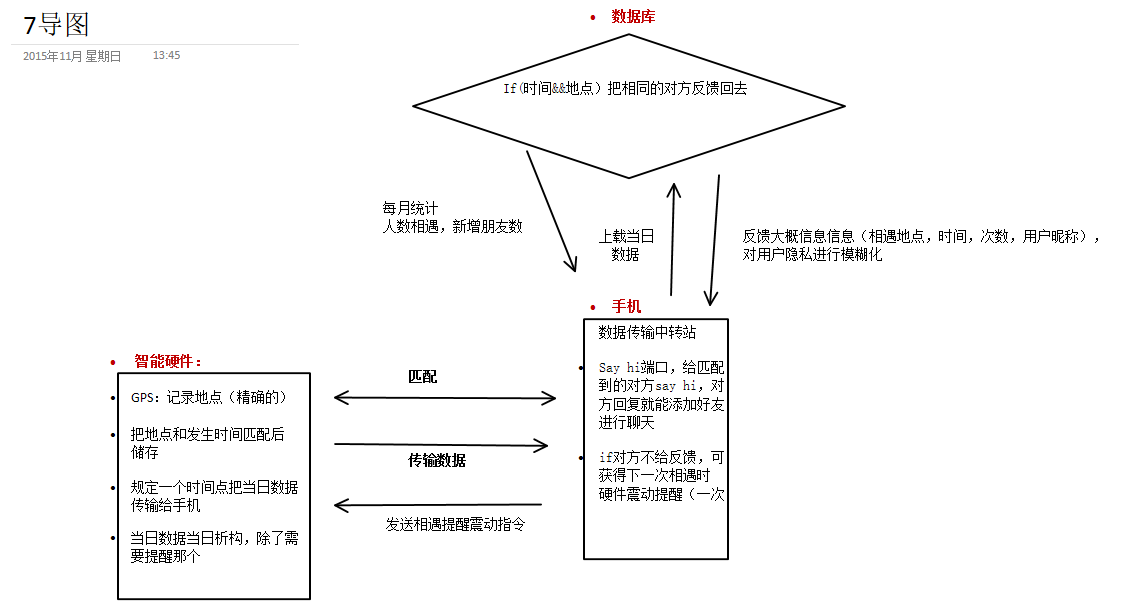 7导图
2015年11月 星期日 13:45
数据库
If(时间&&地点）把相同的对方反馈回去
每月统计
人数相遇，新增朋友数
上载当日
数据
反馈大概信息信息（相遇地点，时间，次数，用户昵称），
对用户隐私进行模糊化
手机
数据传输中转站
Say hi端口，给匹配
到的对方say hi，对
方回复就能添加好友
进行聊天
if对方不给反馈，可
获得下一次相遇时
硬件震动提醒（一次
智能硬件：
GPS：记录地点（精确的）
把地点和发生时间匹配后
储存
规定一个时间点把当日数据
传输给手机
当日数据当日析构，除了需
要提醒那个
匹配
传输数据
发送相遇提醒震动指令